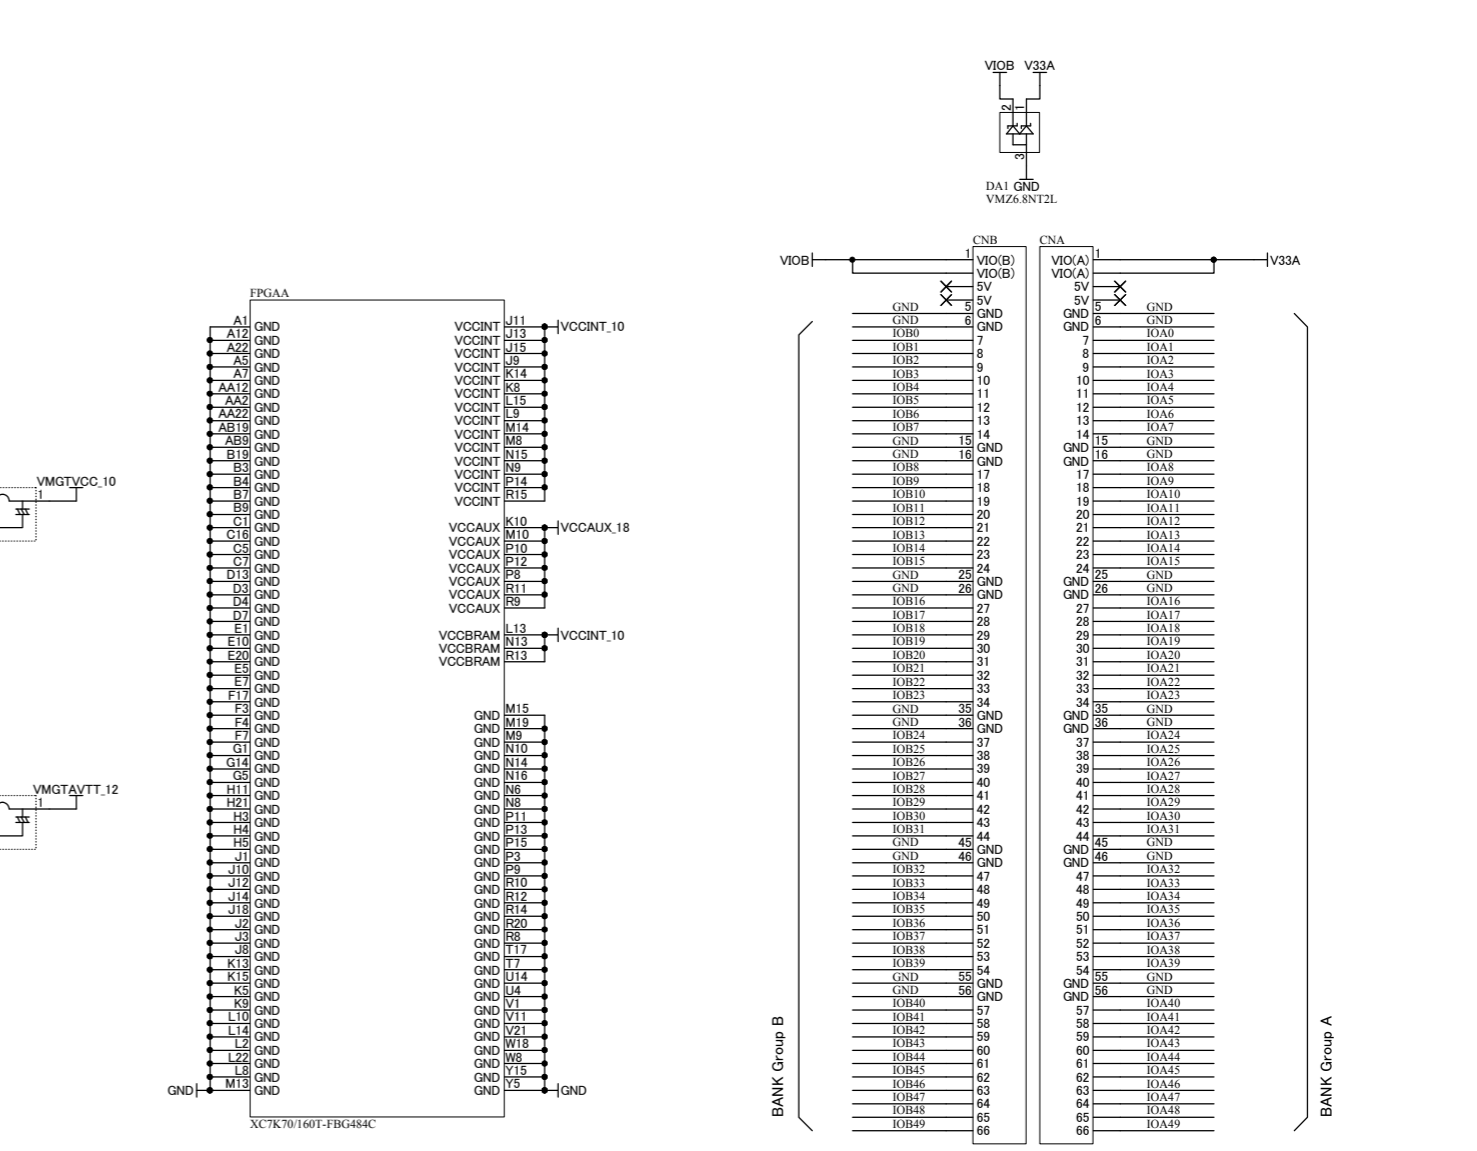 VIOB V33A
2 1
3
DA1 GND
VMZ6.8NT2L
CNB CNA
VIOB 1 VIO(B) VIO(A) 1 V33A
VIO(B) VIO(A)
5V 5V
5V 5V
GND 5 GND GND 5 GND
GND 6 GND GND 6 GND
IOB0 7 7 IOA0
IOB1 8 8 IOA1
IOB2 9 9 IOA2
IOB3 10 10 IOA3
IOB4 11 11 IOA4
IOB5 12 12 IOA5
IOB6 13 13 IOA6
IOB7 14 14 IOA7
GND 15 GND GND 15 GND
GND 16 GND GND 16 GND
IOB8 17 17 IOA8
IOB9 18 18 IOA9
IOB10 19 19 IOA10
IOB11 20 20 IOA11
IOB12 21 21 IOA12
IOB13 22 22 IOA13
IOB14 23 23 IOA14
IOB15 24 24 IOA15
GND 25 GND GND 25 GND
GND 26 GND GND 26 GND
IOB16 27 27 IOA16
IOB17 28 28 IOA17
IOB18 29 29 IOA18
IOB19 30 30 IOA19
IOB20 31 31 IOA20
IOB21 32 32 IOA21
IOB22 33 33 IOA22
IOB23 34 34 IOA23
GND 35 GND GND 35 GND
GND 36 GND GND 36 GND
IOB24 37 37 IOA24
IOB25 38 38 IOA25
IOB26 39 39 IOA26
IOB27 40 40 IOA27
IOB28 41 41 IOA28
IOB29 42 42 IOA29
IOB30 43 43 IOA30
IOB31 44 44 IOA31
GND 45 GND GND 45 GND
GND 46 GND GND 46 GND
IOB32 47 47 IOA32
IOB33 48 48 IOA33
IOB34 49 49 IOA34
IOB35 50 50 IOA35
IOB36 51 51 IOA36
IOB37 52 52 IOA37
IOB38 53 53 IOA38
IOB39 54 54 IOA39
GND 55 GND GND 55 GND
GND 56 GND GND 56 GND
IOB40 57 57 IOA40
IOB41 58 58 IOA41
IOB42 59 59 IOA42
IOB43 60 60 IOA43
IOB44 61 61 IOA44
IOB45 62 62 IOA45
IOB46 63 63 IOA46
IOB47 64 64 IOA47
IOB48 65 65 IOA48
IOB49 66 66 IOA49
BANK Group B
BANK Group A
FPGAA
A1 GND VCCINT J11 VCCINT_10
A12 GND VCCINT J13
A22 GND VCCINT J15
A5 GND VCCINT J9
A7 GND VCCINT K14
AA12 GND VCCINT K8
AA2 GND VCCINT L15
AA22 GND VCCINT L9
AB19 GND VCCINT M14
AB9 GND VCCINT M8
B19 GND VCCINT N15
B3 GND VCCINT N9
B4 GND VCCINT P14
B7 GND VCCINT R15
B9 GND
C1 GND VCCAUX K10 VCCAUX_18
C16 GND VCCAUX M10
C5 GND VCCAUX P10
C7 GND VCCAUX P12
D13 GND VCCAUX P8
D3 GND VCCAUX R11
D4 GND VCCAUX R9
D7 GND
E1 GND VCCBRAM L13 VCCINT_10
E10 GND VCCBRAM N13
E20 GND VCCBRAM R13
E5 GND
E7 GND
F17 GND
F3 GND GND M15
F4 GND GND M19
F7 GND GND M9
G1 GND GND N10
G14 GND GND N14
G5 GND GND N16
H11 GND GND N6
H21 GND GND N8
H3 GND GND P11
H4 GND GND P13
H5 GND GND P15
J1 GND GND P3
J10 GND GND P9
J12 GND GND R10
J14 GND GND R12
J18 GND GND R14
J2 GND GND R20
J3 GND GND R8
J8 GND GND T17
K13 GND GND T7
K15 GND GND U14
K5 GND GND U4
K9 GND GND V1
L10 GND GND V11
L14 GND GND V21
L2 GND GND W18
L22 GND GND W8
L8 GND GND Y15
GND M13 GND GND Y5 GND
XC7K70/160T-FBG484C
VMGTVCC_10
1
VMGTAVTT_12
1